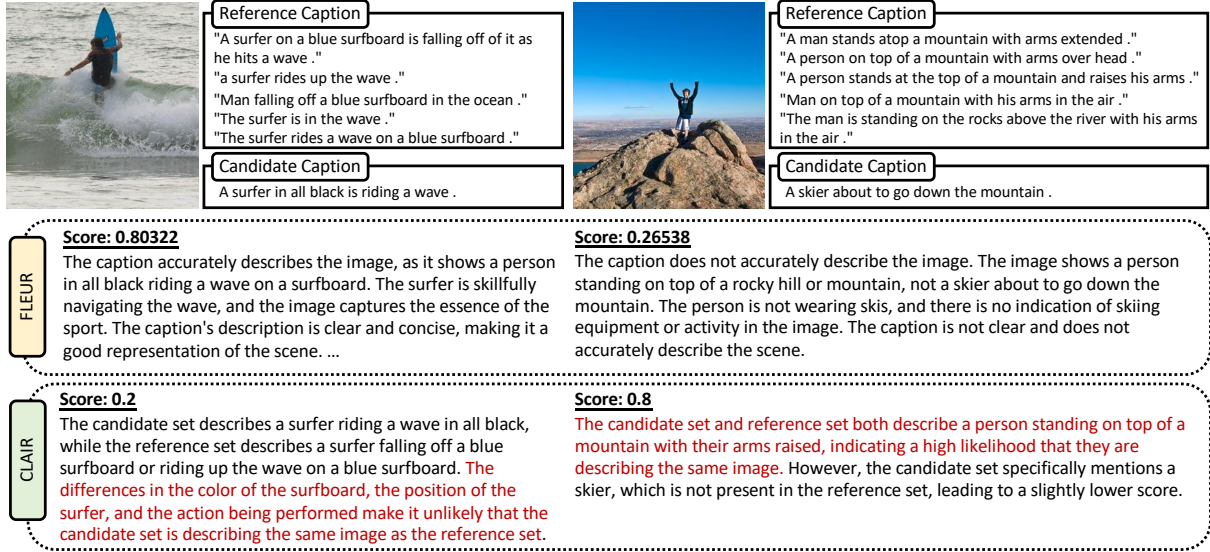 Reference Caption
"A surfer on a blue surfboard is falling off of it as
he hits a wave ."
"a surfer rides up the wave ."
"Man falling off a blue surfboard in the ocean ."
"The surfer is in the wave ."
"The surfer rides a wave on a blue surfboard ."
Candidate Caption
A surfer in all black is riding a wave .
Reference Caption
"A man stands atop a mountain with arms extended ."
"A person on top of a mountain with arms over head ."
"A person stands at the top of a mountain and raises his arms ."
"Man on top of a mountain with his arms in the air ."
"The man is standing on the rocks above the river with his arms
in the air ."
Candidate Caption
A skier about to go down the mountain .
FLEUR
Score: 0.80322
The caption accurately describes the image, as it shows a person
in all black riding a wave on a surfboard. The surfer is skillfully
navigating the wave, and the image captures the essence of the
sport. The caption's description is clear and concise, making it a
good representation of the scene. ...
Score: 0.26538
The caption does not accurately describe the image. The image shows a person
standing on top of a rocky hill or mountain, not a skier about to go down the
mountain. The person is not wearing skis, and there is no indication of skiing
equipment or activity in the image. The caption is not clear and does not
accurately describe the scene.
CLAIR
Score: 0.2
The candidate set describes a surfer riding a wave in all black,
while the reference set describes a surfer falling off a blue
surfboard or riding up the wave on a blue surfboard. The
differences in the color of the surfboard, the position of the
surfer, and the action being performed make it unlikely that the
candidate set is describing the same image as the reference set.
Score: 0.8
The candidate set and reference set both describe a person standing on top of a
mountain with their arms raised, indicating a high likelihood that they are
describing the same image. However, the candidate set specifically mentions a
skier, which is not present in the reference set, leading to a slightly lower score.